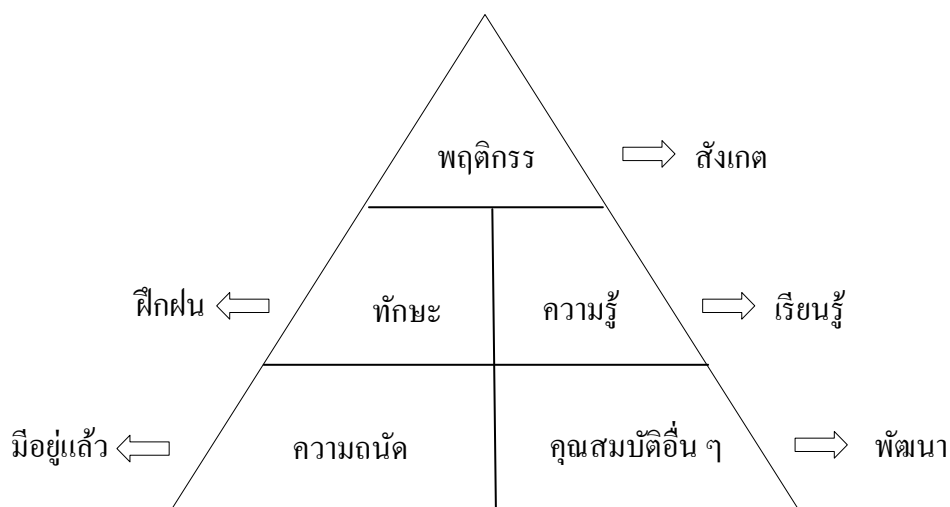 พฤติกรร
สังเกต
ฝึกฝน
ทักษะ
ความรู้
เรียนรู้
มีอยู่แล้ว
ความถนัด
คุณสมบัติอื่น ๆ
พัฒนา